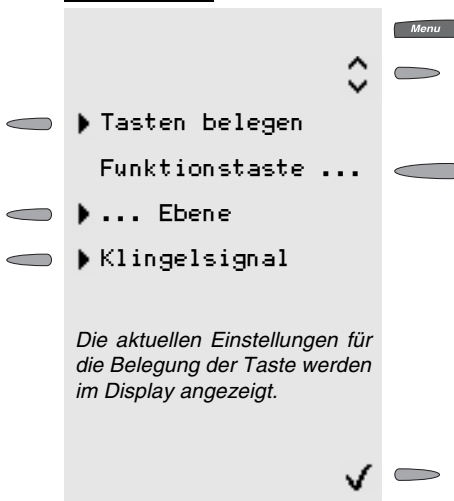 Menu
Tasten belegen
Funktionstaste ...
... Ebene
Klingelsignal
Die aktuellen Einstellungen für
die Belegung der Taste werden
im Display angezeigt.